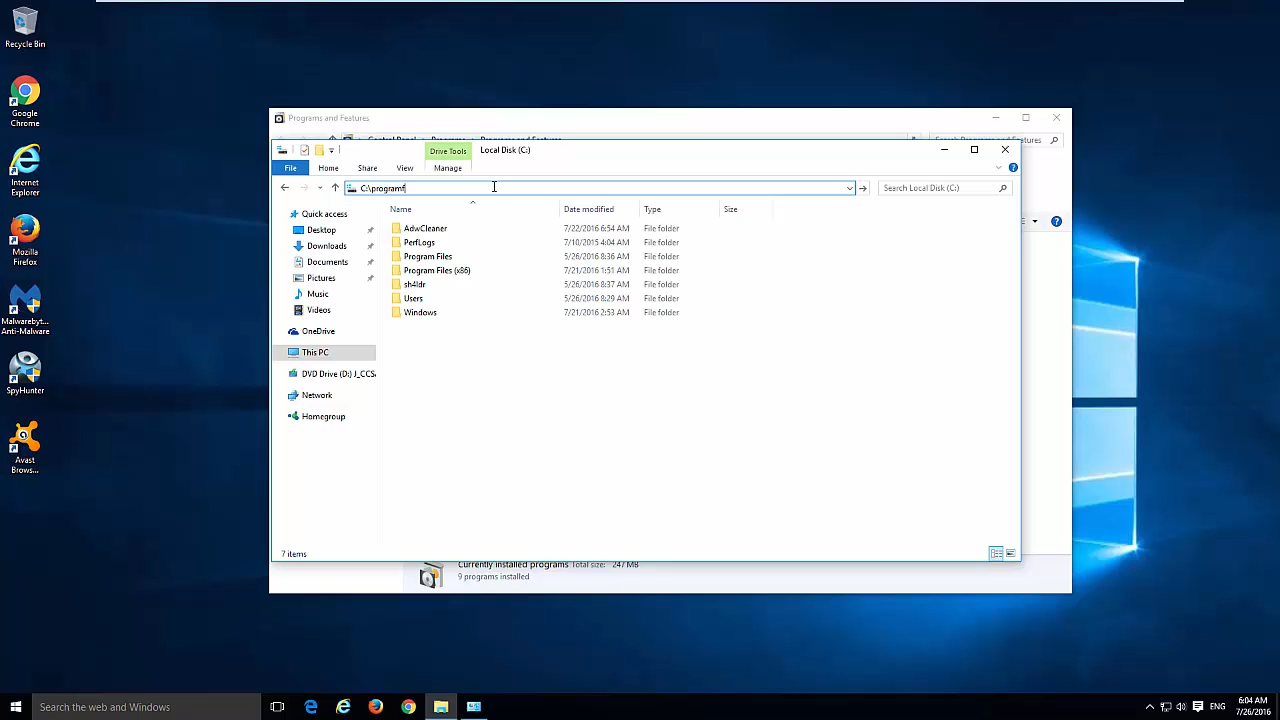 Recycle Bin
Google
Chrome
Internet
Explorer
Mozilla
Firefox
Malwarebyt...
Anti-Malware
SpyHunter
Avast
Brows...
Programs and Features
Control Panel Programs Programs and Features
Search Programs and Features
Drive Tools
Local Disk (C:)
File Home Share View Manage
C:\programf
Search Local Disk (C:)
Name Date modified Type Size
AdwCleaner 7/22/2016 6:54 AM File folder
PerfLogs 7/10/2015 4:04 AM File folder
Program Files 5/26/2016 8:36 AM File folder
Program Files (x86) 7/21/2016 1:51 AM File folder
sh4ldr 5/26/2016 8:37 AM File folder
Users 5/26/2016 8:29 AM File folder
Windows 7/21/2016 2:53 AM File folder
Quick access
Desktop
Downloads
Documents
Pictures
Music
Videos
OneDrive
This PC
DVD Drive (D:) J_CCSA
Network
Homegroup
7 items
Currently installed programs Total size: 247 MB
9 programs installed
Search the web and Windows
ENG
6:04 AM
7/26/2016